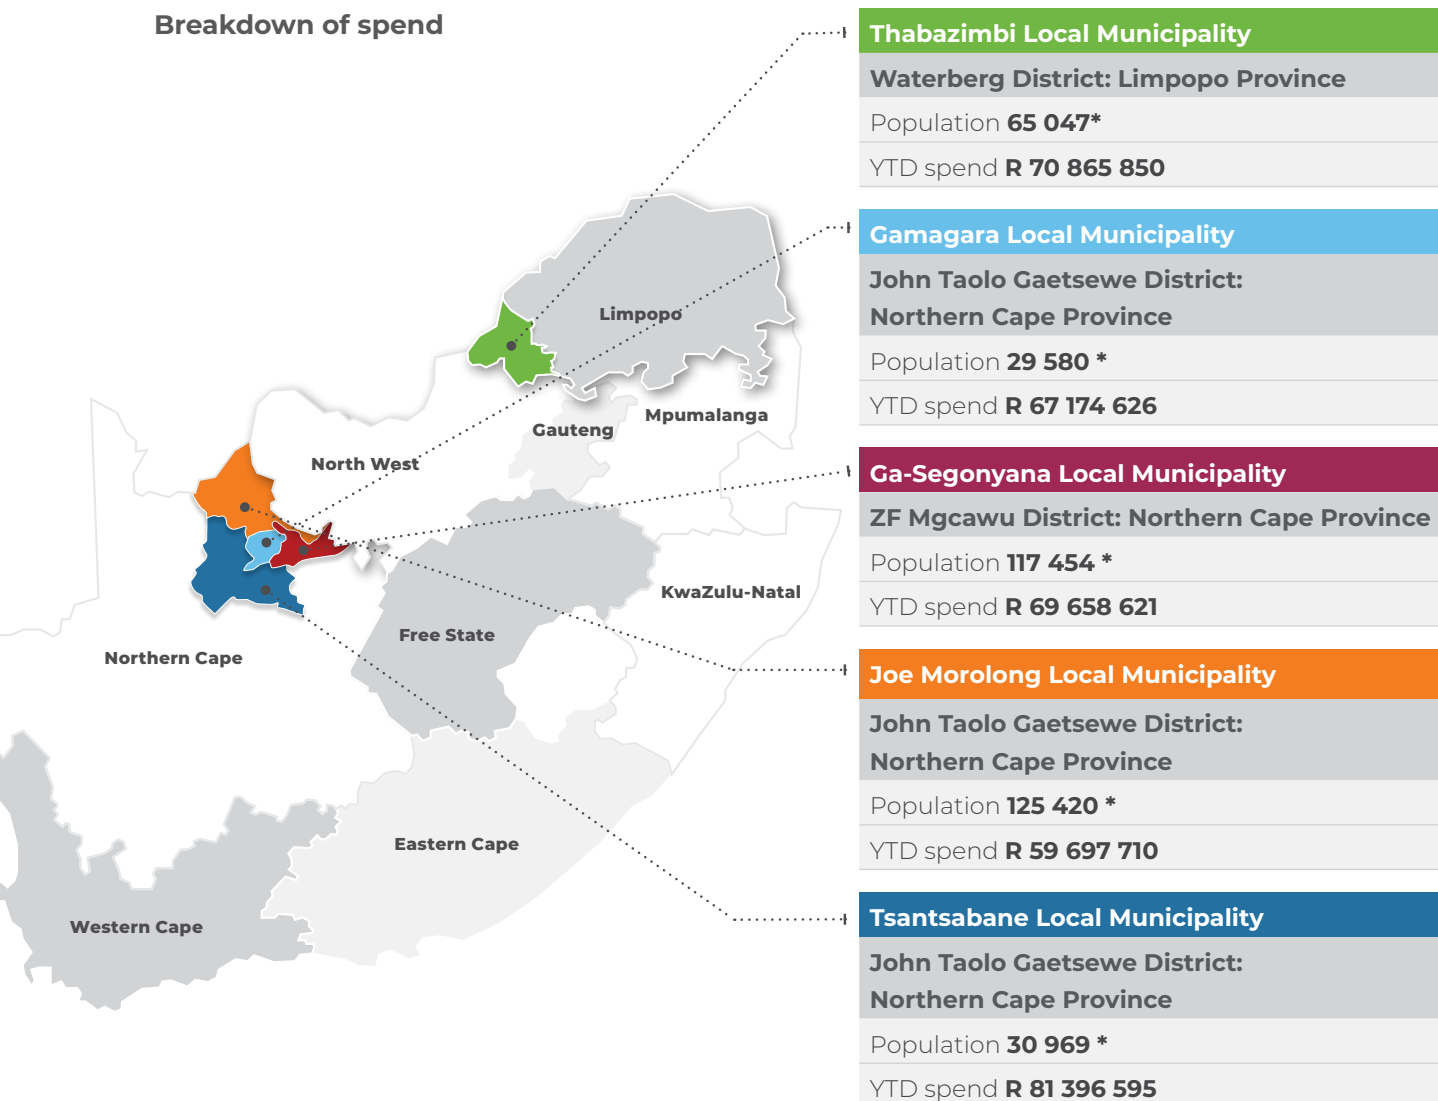 Breakdown of spend
Thabazimbi Local Municipality
Waterberg District: Limpopo Province
Population 65 047*
YTD spend R 70 865 850
Gamagara Local Municipality
John Taolo Gaetsewe District:
Northern Cape Province
Population 29 580 *
YTD spend R 67 174 626
Ga-Segonyana Local Municipality
ZF Mgcawu District: Northern Cape Province
Population 117 454 *
YTD spend R 69 658 621
Joe Morolong Local Municipality
John Taolo Gaetsewe District:
Northern Cape Province
Population 125 420 *
YTD spend R 59 697 710
Tsantsabane Local Municipality
John Taolo Gaetsewe District:
Northern Cape Province
Population 30 969 *
YTD spend R 81 396 595
Limpopo
Mpumalanga
Gauteng
North West
KwaZulu-Natal
Free State
Northern Cape
Eastern Cape
Western Cape